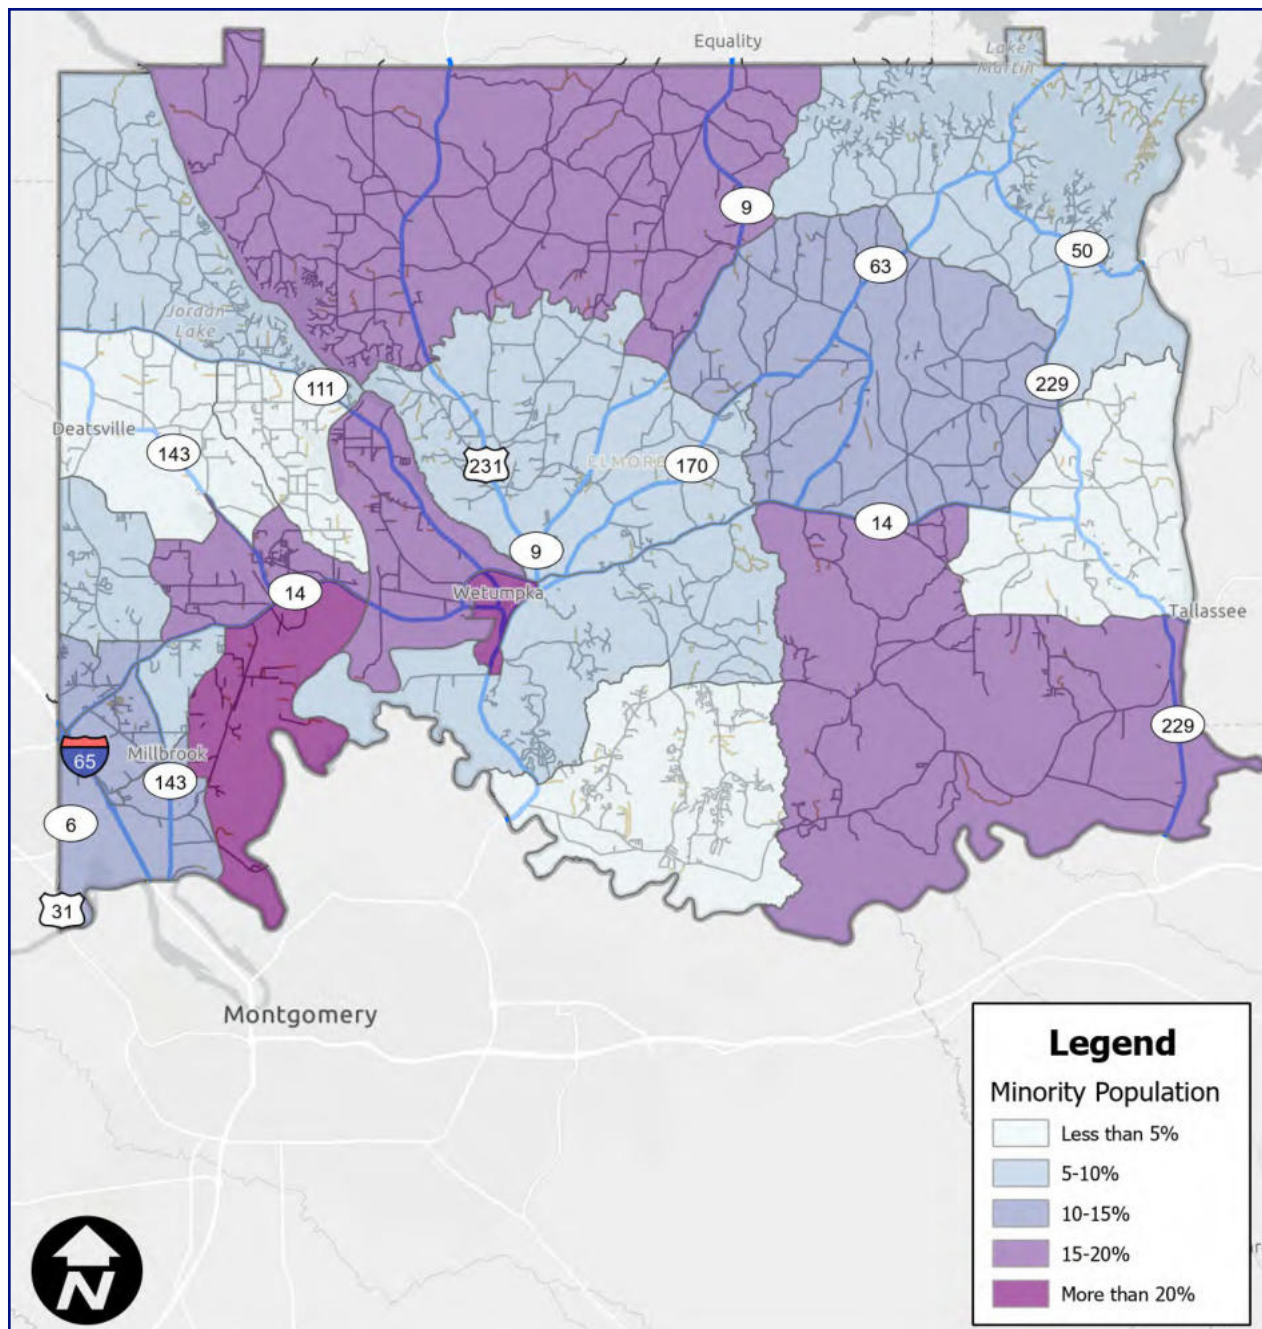 Equality
Lake
Martin
9
63
50
Jordan
Lake
111
229
Deatsville
143
231
ELMORE
170
14
9
14
Wetumpka
Tallassee
229
Millbrook
65
143
6
31
Montgomery
Legend
Minority Population
Less than 5%
5-10%
10-15%
15-20%
More than 20%
N